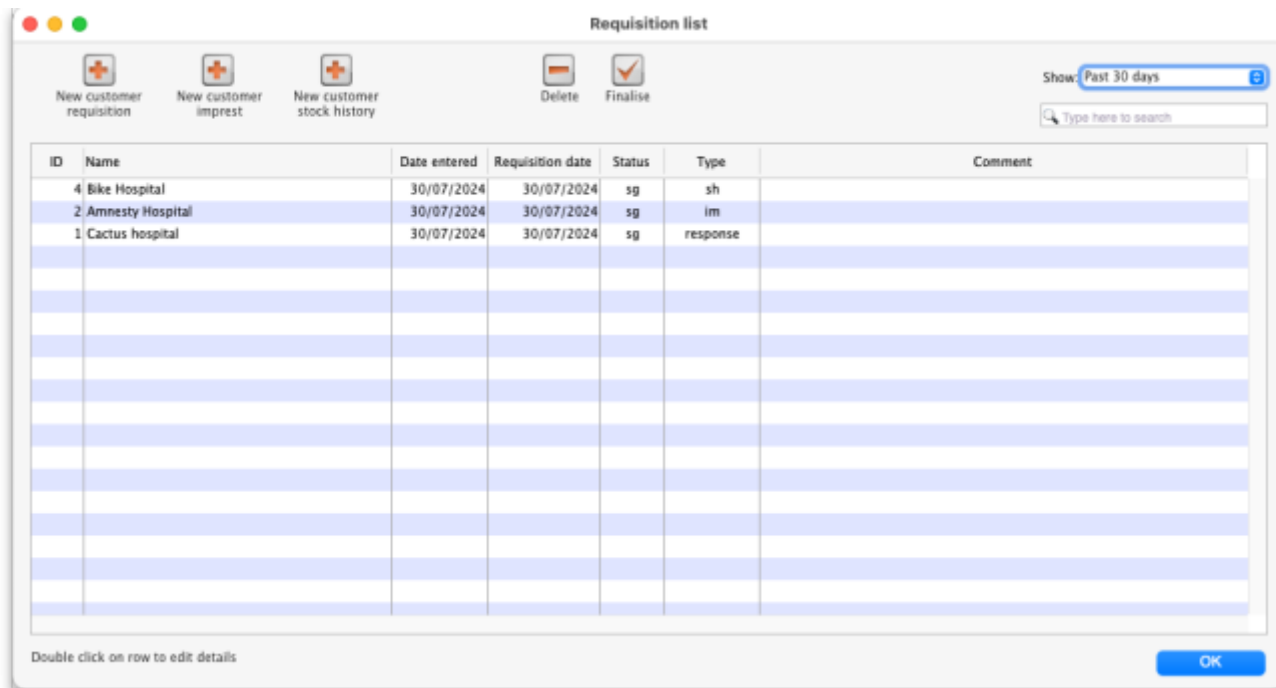 Requisition list
New customer requisition
New customer imprest
New customer stock history
Delete
Finalise
Show: Past 30 days
Type here to search
ID Name Date entered Requisition date Status Type Comment
4 Bike Hospital 30/07/2024 30/07/2024 sg sh
2 Amnesty Hospital 30/07/2024 30/07/2024 sg im
1 Cactus hospital 30/07/2024 30/07/2024 sg response
Double click on row to edit details
OK